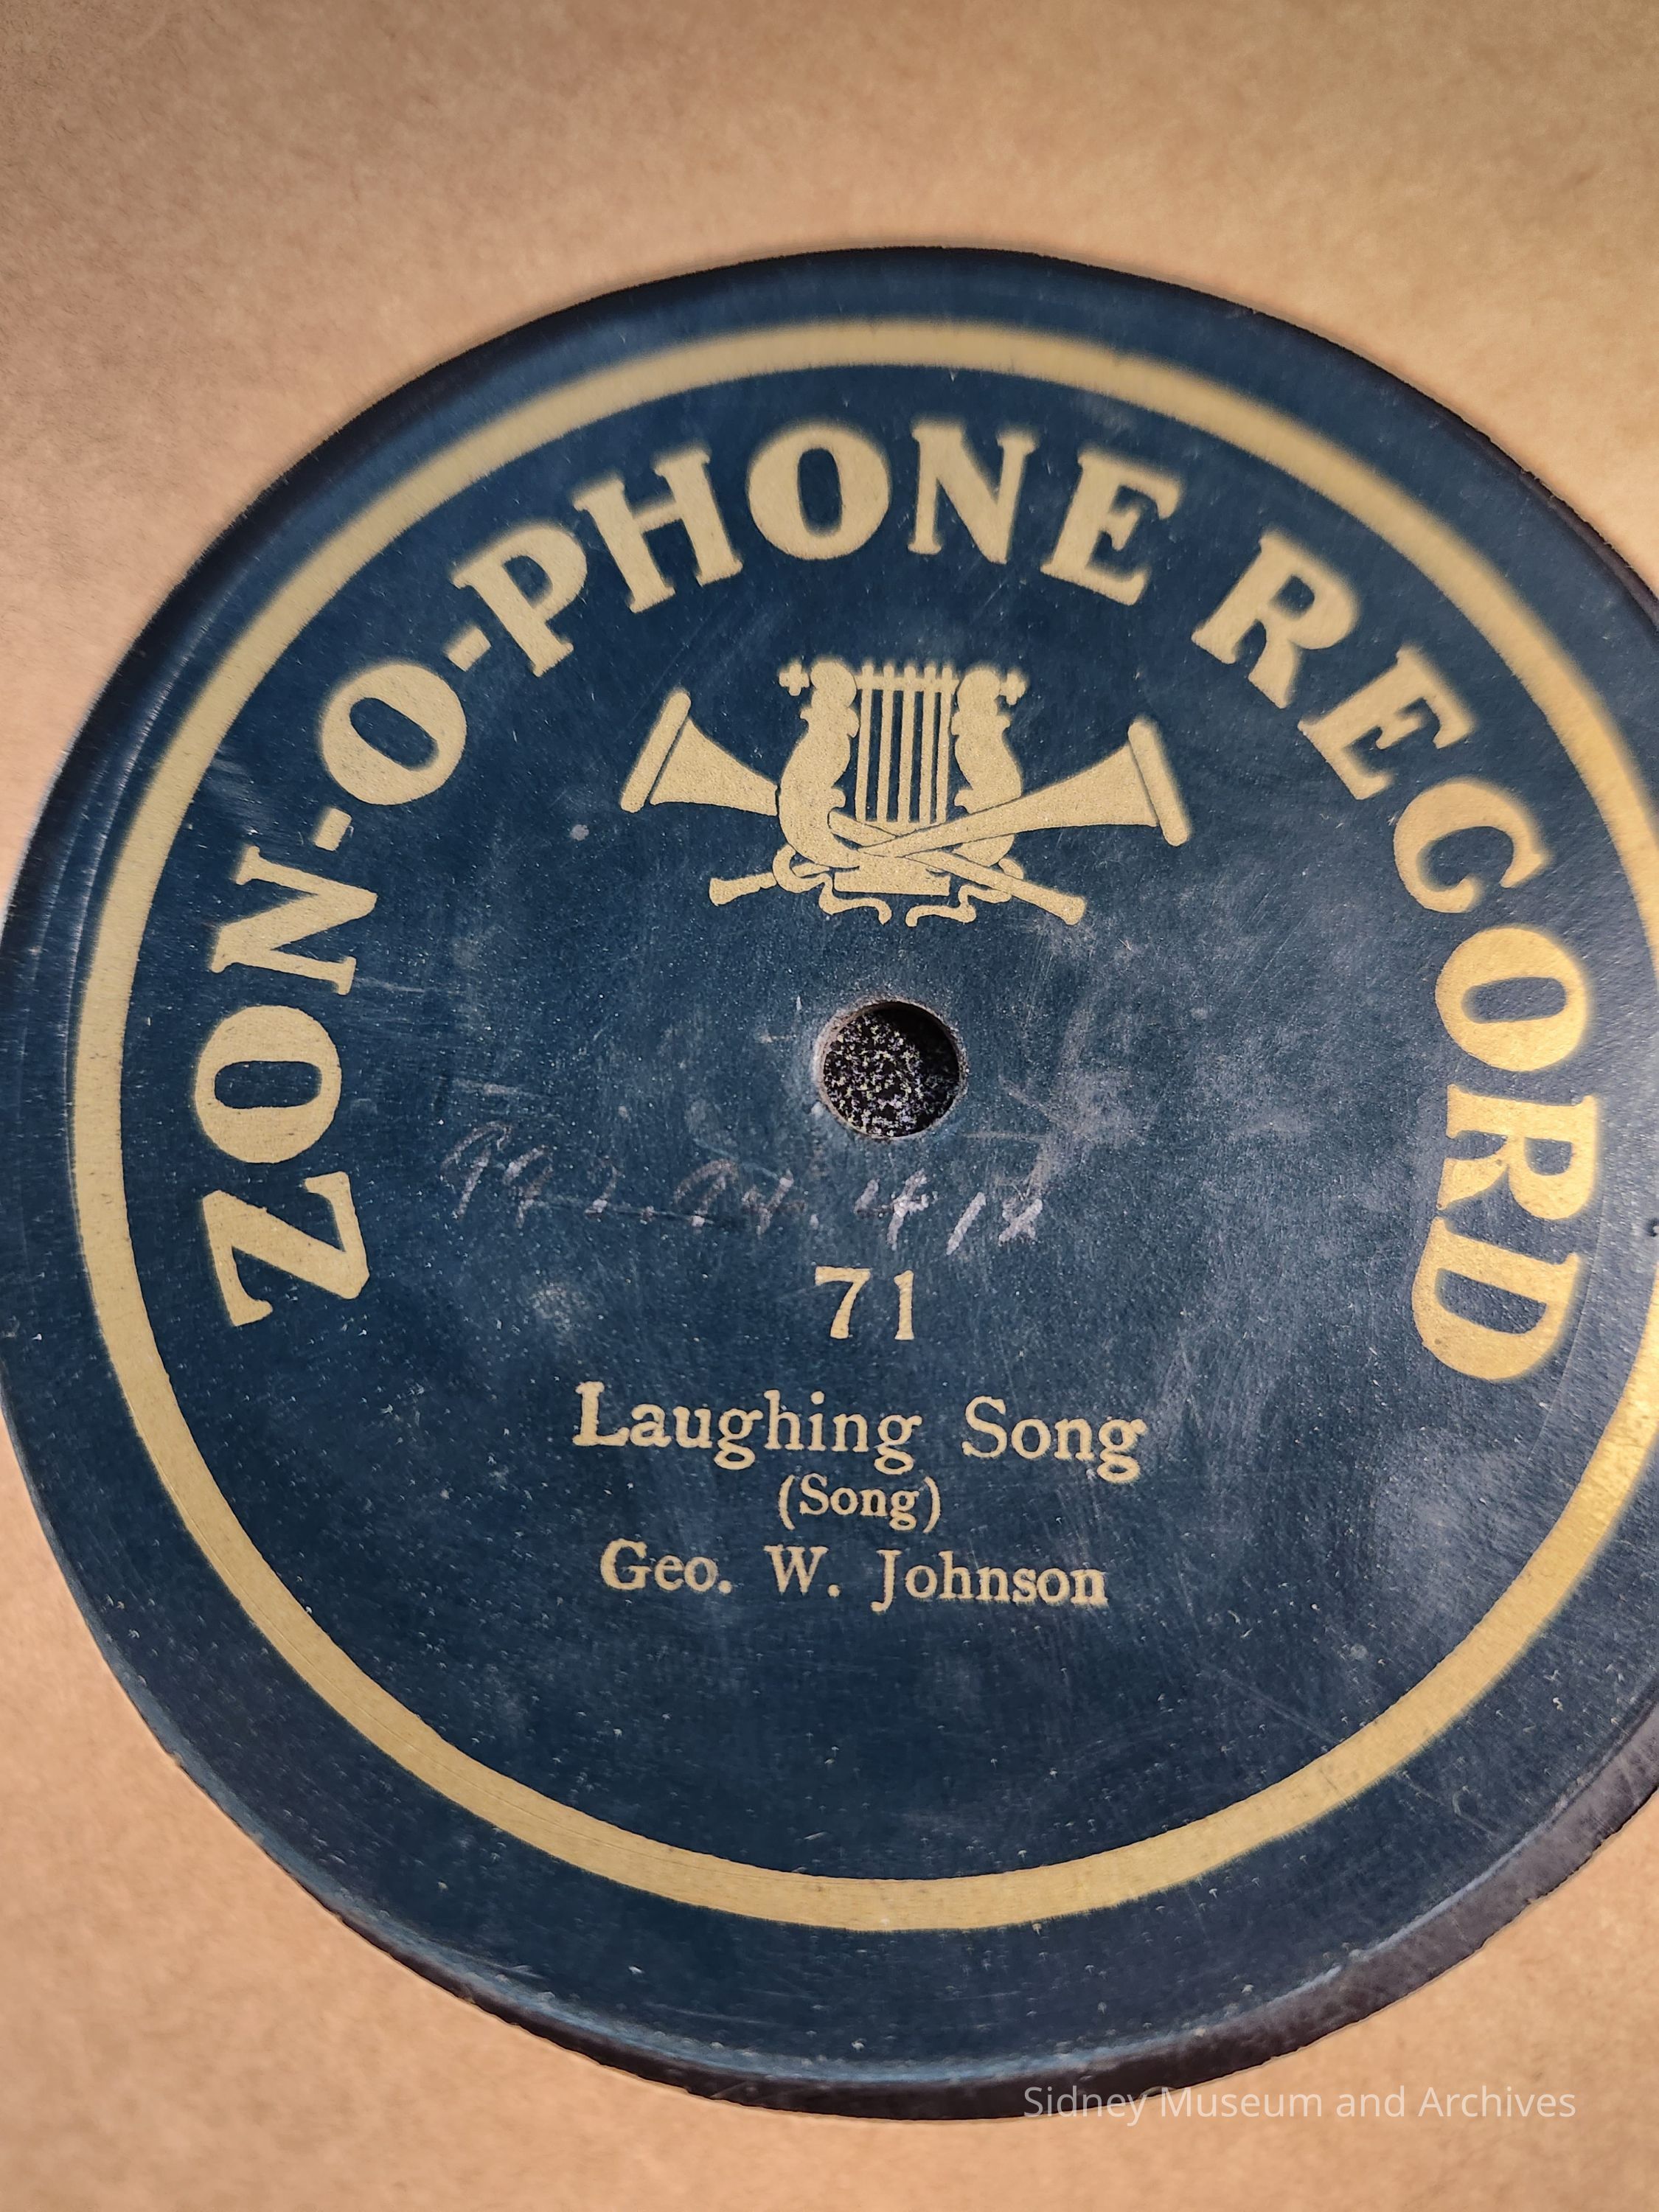 ZON-O-PHONE RECORD
71
Laughing Song
(Song)
Geo. W. Johnson
Sidney Museum and Archives